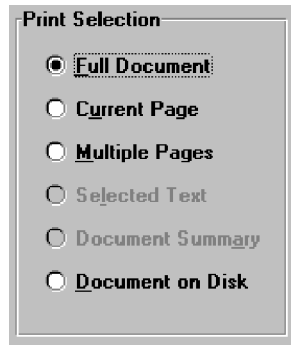 Print Selection
Full Document
Current Page
Multiple Pages
Selected Text
Document Summary
Document on Disk